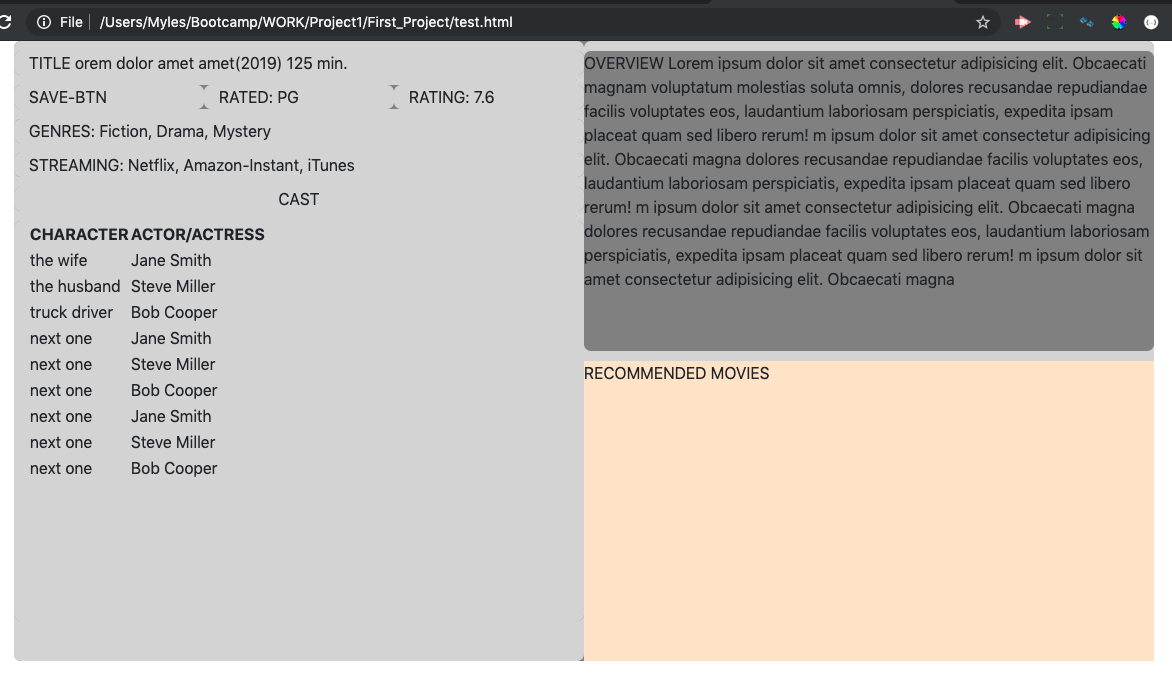 File /Users/Myles/Bootcamp/WORK/Project1/First_Project/test.html
TITLE orem dolor amet amet(2019) 125 min.
SAVE-BTN RATED: PG RATING: 7.6
GENRES: Fiction, Drama, Mystery
STREAMING: Netflix, Amazon-Instant, iTunes
CAST
CHARACTER ACTOR/ACTRESS
the wife Jane Smith
the husband Steve Miller
truck driver Bob Cooper
next one Jane Smith
next one Steve Miller
next one Bob Cooper
next one Jane Smith
next one Steve Miller
next one Bob Cooper
OVERVIEW Lorem ipsum dolor sit amet consectetur adipisicing elit. Obcaecati
magnam voluptatum molestias soluta omnis, dolores recusandae repudiandae
facilis voluptates eos, laudantium laboriosam perspiciatis, expedita ipsam
placeat quam sed libero rerum! m ipsum dolor sit amet consectetur adipisicing
elit. Obcaecati magna dolores recusandae repudiandae facilis voluptates eos,
laudantium laboriosam perspiciatis, expedita ipsam placeat quam sed libero
rerum! m ipsum dolor sit amet consectetur adipisicing elit. Obcaecati magna
dolores recusandae repudiandae facilis voluptates eos, laudantium laboriosam
perspiciatis, expedita ipsam placeat quam sed libero rerum! m ipsum dolor sit
amet consectetur adipisicing elit. Obcaecati magna
RECOMMENDED MOVIES